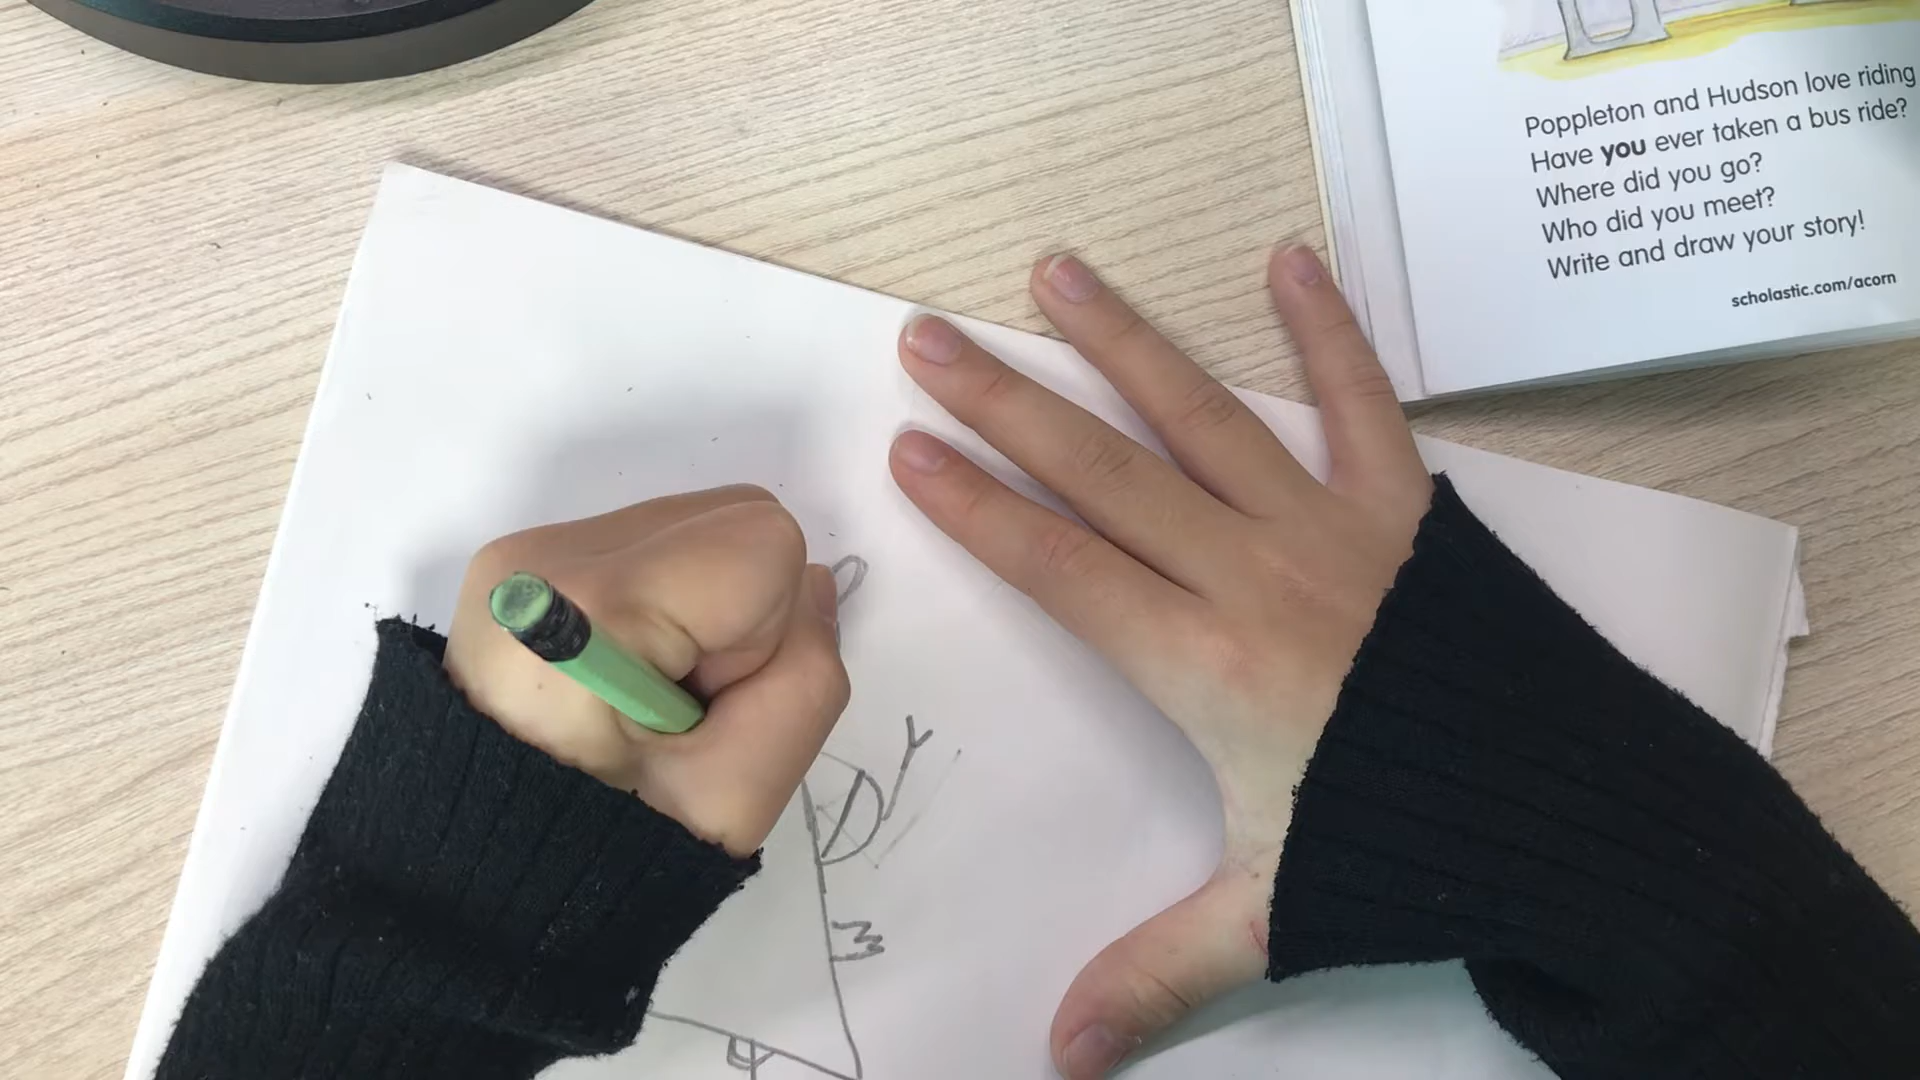 Poppleton and Hudson love riding
Have you ever taken a bus ride?
Where did you go?
Who did you meet?
Write and draw your story!
scholastic.com/acorn